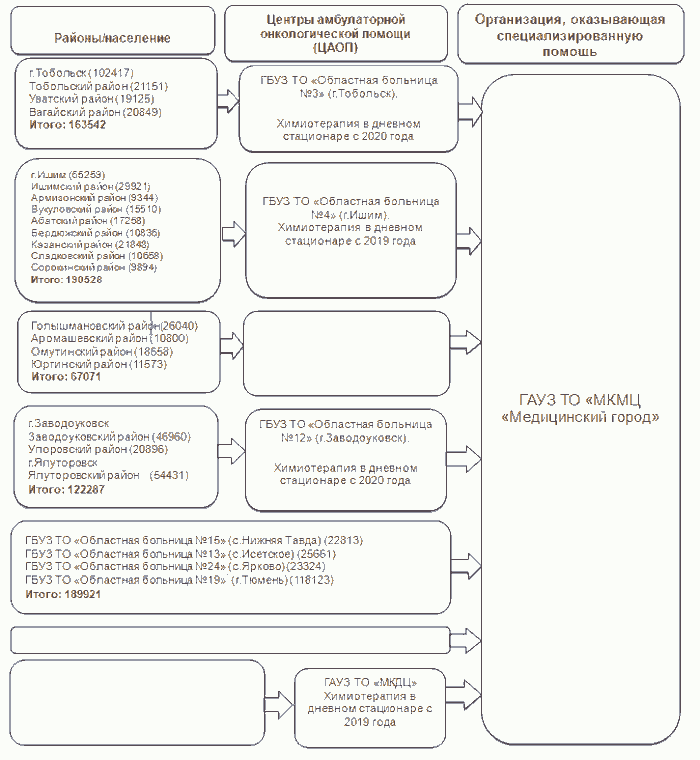 Районы/население
Центры амбулаторной
онкологической помощи
(ЦАОП)
Организация, оказывающая
специализированную
помощь
г.Тобольск (102417)
Тобольский район (21151)
Уватский район (19125)
Вагайский район (20849)
Итого: 163542
ГБУЗ ТО «Областная больница
№3» (г.Тобольск).
Химиотерапия в дневном
стационаре с 2020 года
г.Ишим (65259)
Ишимский район (29921)
Армизонский район (9344)
Викуловский район (15510)
Абатский район (17258)
Бердюжский район (10836)
Казанский район (21848)
Сладковский район (10658)
Сорокинский район (9894)
Итого: 190528
ГБУЗ ТО «Областная больница
№4» (г.Ишим).
Химиотерапия в дневном
стационаре с 2019 года
Голышмановский район(26040)
Аромашевский район (10800)
Омутинский район (18658)
Юргинский район (11573)
Итого: 67071
г.Заводоуковск
Заводоуковский район (46960)
Упоровский район (20896)
г.Ялуторовск
Ялуторовский район (54431)
Итого: 122287
ГБУЗ ТО «Областная больница
№12» (г.Заводоуковск).
Химиотерапия в дневном
стационаре с 2020 года
ГАУЗ ТО «МКМЦ
«Медицинский город»
ГБУЗ ТО «Областная больница №15» (с.Нижняя Тавда) (22813)
ГБУЗ ТО «Областная больница №13» (с.Исетское) (25661)
ГБУЗ ТО «Областная больница №24» (с.Ярково)(23324)
ГБУЗ ТО «Областная больница №19» (г.Тюмень) (118123)
Итого: 189921
ГАУЗ ТО «МКДЦ»
Химиотерапия в
дневном стационаре с
2019 года